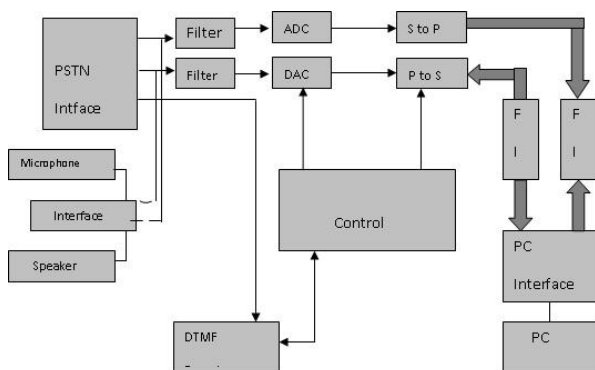 PSTN
Intface
Filter
ADC
S to P
Filter
DAC
P to S
F
I
F
I
Microphone
Interface
Speaker
Control
PC
Interface
DTMF
PC